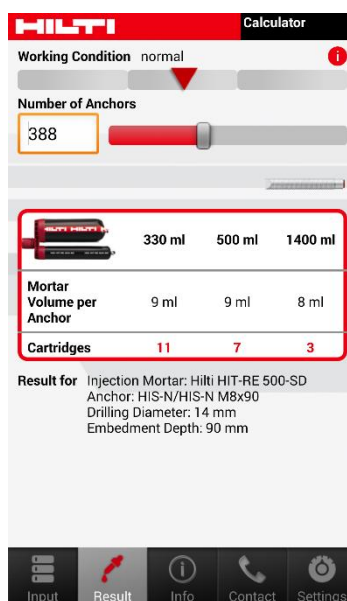 HILTI
Calculator
Working Condition normal
i
Number of Anchors
388
HILTI HILTI
330 ml 500 ml 1400 ml
Mortar
Volume per
Anchor
9 ml 9 ml 8 ml
Cartridges 11 7 3
Result for Injection Mortar: Hilti HIT-RE 500-SD
Anchor: HIS-N/HIS-N M8x90
Drilling Diameter: 14 mm
Embedment Depth: 90 mm
Input Result Info Contact Settings